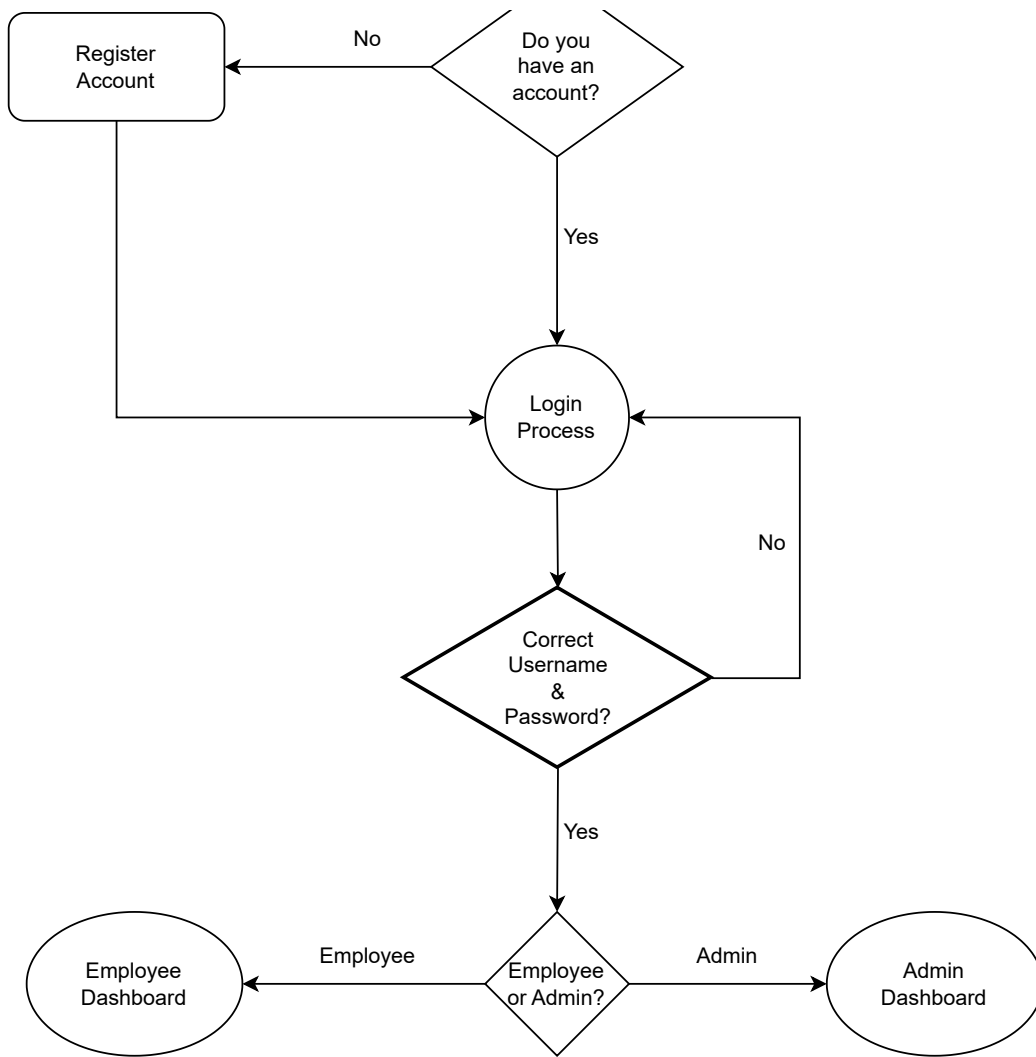 Register
Account
No
Do you
have an
account?
Yes
Login
Process
No
Correct
Username
&
Password?
Yes
Employee
Dashboard
Employee
Employee
or Admin?
Admin
Admin
Dashboard